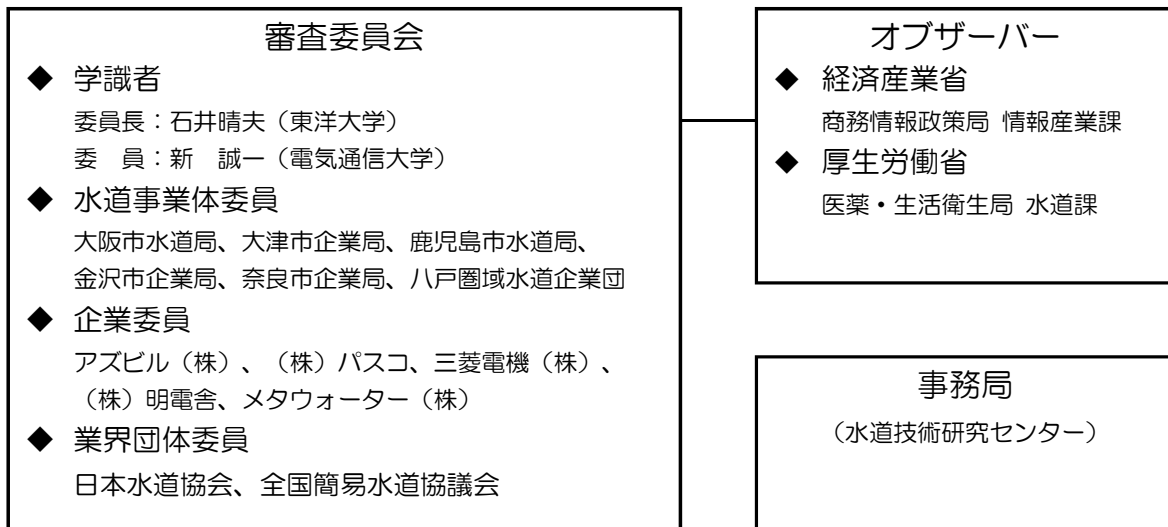 審査委員会
◆ 学識者
委員長：石井晴夫（東洋大学）
委　員：新　誠一（電気通信大学）
◆ 水道事業体委員
大阪市水道局、大津市企業局、鹿児島市水道局、
金沢市企業局、奈良市企業局、八戸圏域水道企業団
◆ 企業委員
アズビル（株）、（株）パスコ、三菱電機（株）、
（株）明電舎、メタウォーター（株）
◆ 業界団体委員
日本水道協会、全国簡易水道協議会
オブザーバー
◆ 経済産業省
商務情報政策局 情報産業課
◆ 厚生労働省
医薬・生活衛生局 水道課
事務局
（水道技術研究センター）